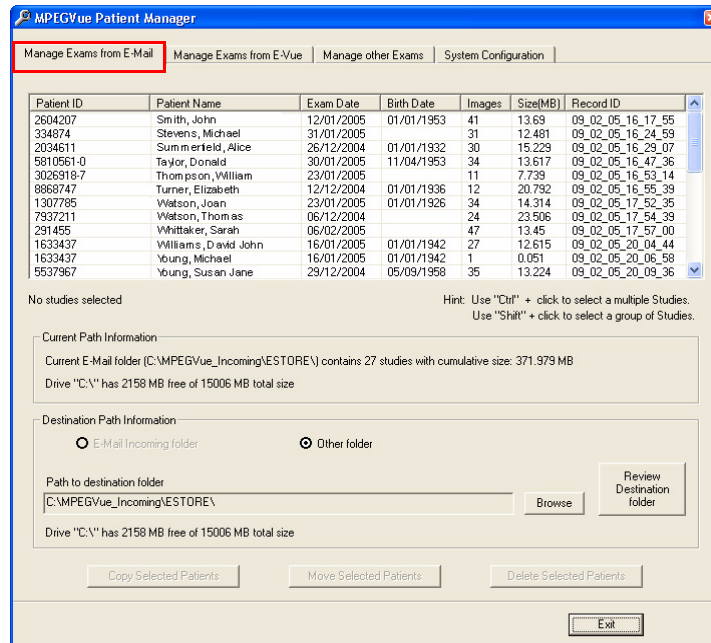 MPEGVue Patient Manager
Manage Exams from E-Mail Manage Exams from E-Vue Manage other Exams System Configuration
Patient ID Patient Name Exam Date Birth Date Images Size(MB) Record ID
2604207 Smith, John 12/01/2005 01/01/1953 41 13.69 09_02_05_16_17_55
334874 Stevens, Michael 31/01/2005 31 12.481 09_02_05_16_24_59
2034611 Summerfield, Alice 26/12/2004 01/01/1932 30 15.229 09_02_05_16_29_07
5810561-0 Taylor, Donald 30/01/2005 11/04/1953 34 13.617 09_02_05_16_47_36
3026918-7 Thompson, William 23/01/2005 11 7.739 09_02_05_16_53_14
8868747 Turner, Elizabeth 12/12/2004 01/01/1936 12 20.792 09_02_05_16_55_39
1307785 Watson, Joan 23/01/2005 01/01/1926 34 14.314 09_02_05_17_52_35
7937211 Watson, Thomas 06/12/2004 24 23.506 09_02_05_17_54_39
291455 Whittaker, Sarah 06/02/2005 47 13.45 09_02_05_17_57_00
1633437 Williams, David John 16/01/2005 01/01/1942 27 12.615 09_02_05_20_04_44
1633437 Young, Michael 16/01/2005 01/01/1942 1 0.051 09_02_05_20_06_58
5537967 Young, Susan Jane 29/12/2004 05/09/1958 35 13.224 09_02_05_20_09_36
No studies selected Hint: Use "Ctrl" + click to select a multiple Studies.
Use "Shift" + click to select a group of Studies.
Current Path Information
Current E-Mail folder (C:\MPEGVue_Incoming\ESTORE\) contains 27 studies with cumulative size: 371.979 MB
Drive "C:\" has 2158 MB free of 15006 MB total size
Destination Path Information
E-Mail Incoming folder Other folder
Path to destination folder
C:\MPEGVue_Incoming\ESTORE\ Browse
Review
Destination
folder
Drive "C:\" has 2158 MB free of 15006 MB total size
Copy Selected Patients Move Selected Patients Delete Selected Patients
Exit